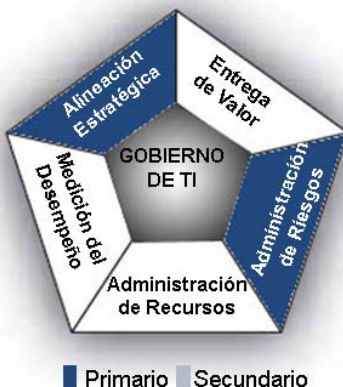 Alineación
Estratégica
Entrega
de Valor
GOBIERNO
DE TI
Medición del
Desempeño
Administración
de Riesgos
Administración
de Recursos
Primario Secundario